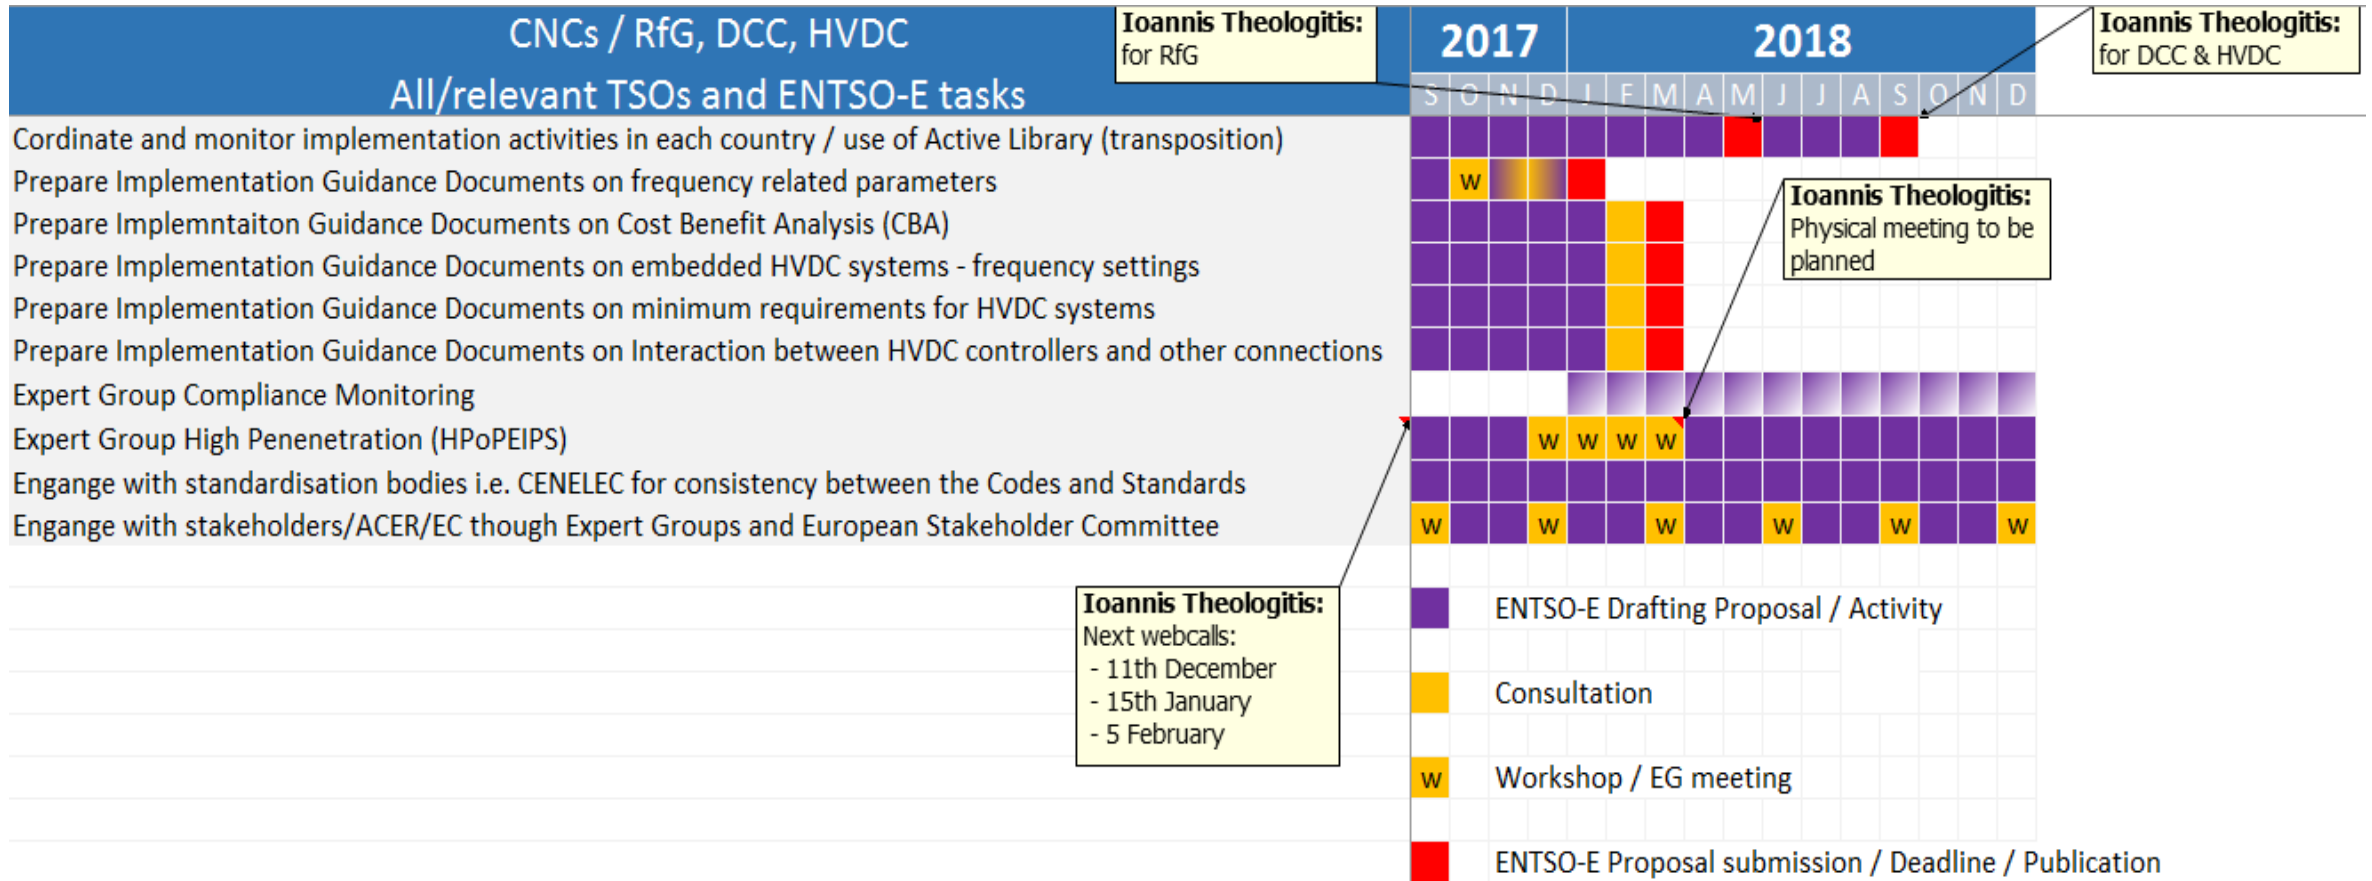 CNCs / RfG, DCC, HVDC
All/relevant TSOs and ENTSO-E tasks
Ioannis Theologitis:
for RfG
2017
2018
Ioannis Theologitis:
for DCC & HVDC
S O N D J F M A M J J A S O N D
Cordinate and monitor implementation activities in each country / use of Active Library (transposition)
Prepare Implementation Guidance Documents on frequency related parameters
w
Prepare Implemntaiton Guidance Documents on Cost Benefit Analysis (CBA)
Ioannis Theologitis:
Physical meeting to be
planned
Prepare Implementation Guidance Documents on embedded HVDC systems - frequency settings
Prepare Implementation Guidance Documents on minimum requirements for HVDC systems
Prepare Implementation Guidance Documents on Interaction between HVDC controllers and other connections
Expert Group Compliance Monitoring
Expert Group High Penenetration (HPoPEIPS)
w w w w
Engange with standardisation bodies i.e. CENELEC for consistency between the Codes and Standards
Engange with stakeholders/ACER/EC though Expert Groups and European Stakeholder Committee
w w w w w w
Ioannis Theologitis:
Next webcalls:
- 11th December
- 15th January
- 5 February
ENTSO-E Drafting Proposal / Activity
Consultation
w Workshop / EG meeting
ENTSO-E Proposal submission / Deadline / Publication